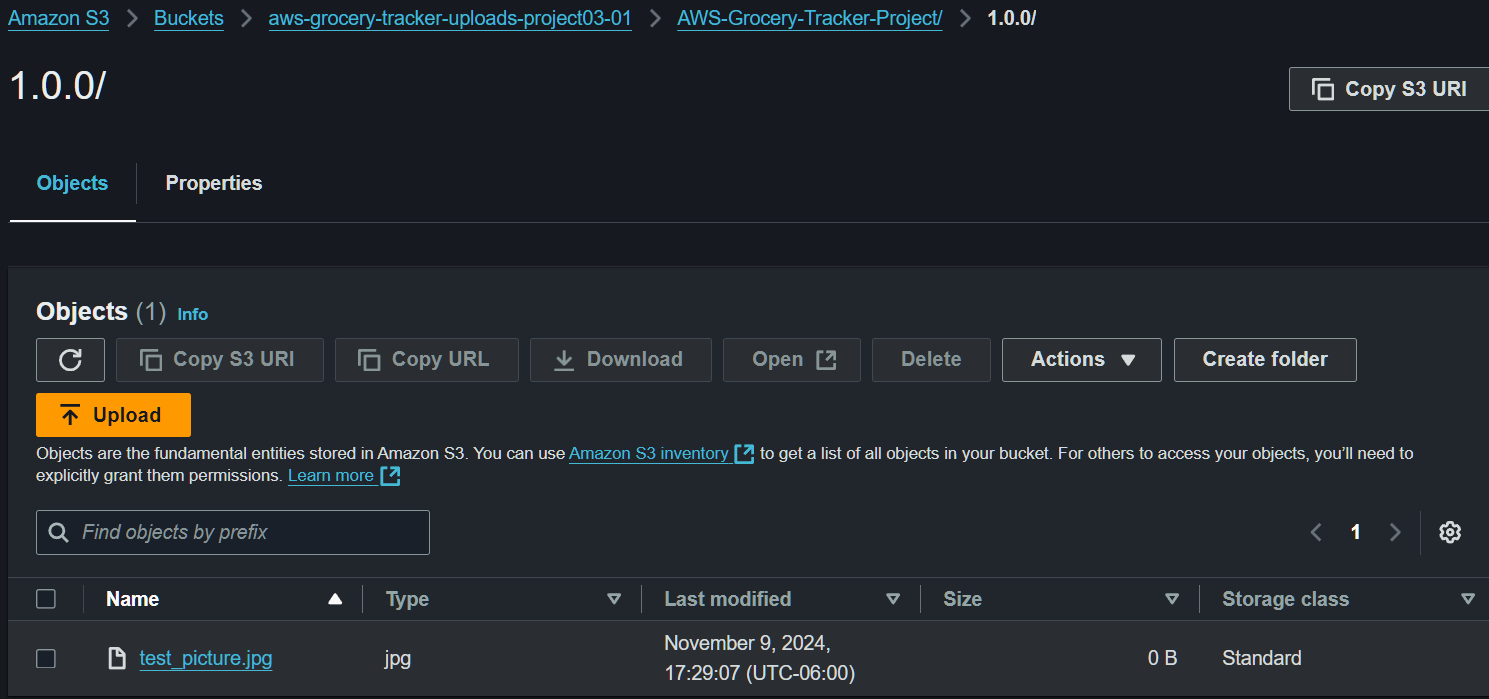 Amazon S3 > Buckets > aws-grocery-tracker-uploads-project03-01 > AWS-Grocery-Tracker-Project/ > 1.0.0/
1.0.0/
Copy S3 URI
Objects Properties
Objects (1) Info
Copy S3 URI Copy URL Download Open Delete Actions Create folder
Upload
Objects are the fundamental entities stored in Amazon S3. You can use Amazon S3 inventory to get a list of all objects in your bucket. For others to access your objects, you’ll need to
explicitly grant them permissions. Learn more
Find objects by prefix
1
Name Type Last modified Size Storage class
test_picture.jpg jpg November 9, 2024, 0 B Standard
17:29:07 (UTC-06:00)